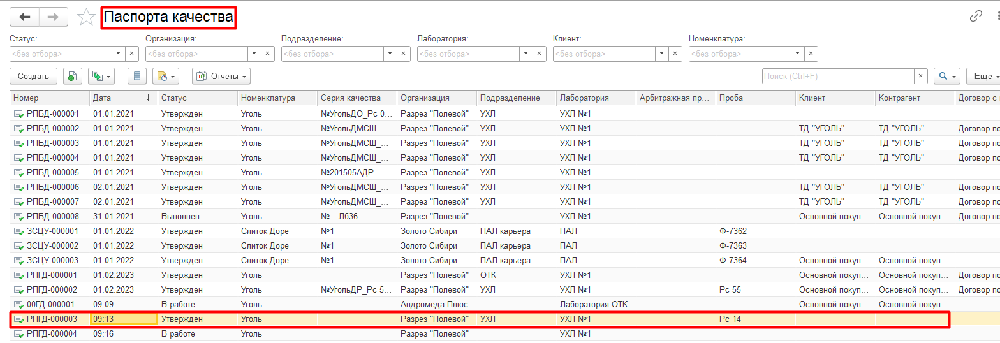 Паспорта качества
Статус: Организация: Подразделение: Лаборатория: Клиент: Номенклатура:
<без отбора> <без отбора> <без отбора> <без отбора> <без отбора> <без отбора>
Создать Отчеты Поиск (Ctrl+F) Еще
Номер Дата Статус Номенклатура Серия качества Организация Подразделение Лаборатория Арбитражная пр... Проба Клиент Контрагент Договор с
РПБД-000001 01.01.2021 Утвержден Уголь №УгольДО_Рс 0... Разрез "Полевой" УХЛ УХЛ №1
РПБД-000002 01.01.2021 Утвержден Уголь №УгольДМСШ_... Разрез "Полевой" УХЛ УХЛ №1 ТД "УГОЛЬ" ТД "УГОЛЬ" Договор по
РПБД-000003 01.01.2021 Утвержден Уголь №УгольДМСШ_... Разрез "Полевой" УХЛ УХЛ №1 ТД "УГОЛЬ" ТД "УГОЛЬ" Договор по
РПБД-000004 01.01.2021 Утвержден Уголь №УгольДМСШ_... Разрез "Полевой" УХЛ УХЛ №1 ТД "УГОЛЬ" ТД "УГОЛЬ" Договор по
РПБД-000005 01.01.2021 Утвержден Уголь №201505АДР - ... Разрез "Полевой" УХЛ УХЛ №1
РПБД-000006 02.01.2021 Утвержден Уголь №УгольДМСШ_... Разрез "Полевой" УХЛ УХЛ №1 ТД "УГОЛЬ" ТД "УГОЛЬ" Договор по
РПБД-000007 02.01.2021 Утвержден Уголь №УгольДМСШ_... Разрез "Полевой" УХЛ УХЛ №1 ТД "УГОЛЬ" ТД "УГОЛЬ" Договор по
РПБД-000008 31.01.2021 Выполнен Уголь №__Л636 Разрез "Полевой" УХЛ УХЛ №1 Основной покуп... Основной покуп... Договор по
ЗСЦУ-000001 01.01.2022 Утвержден Слиток Доре №1 Золото Сибири ПАЛ карьера ПАЛ Ф-7362
ЗСЦУ-000002 01.01.2022 Утвержден Слиток Доре №1 Золото Сибири ПАЛ карьера ПАЛ Ф-7363
ЗСЦУ-000003 01.01.2022 Утвержден Слиток Доре №1 Золото Сибири ПАЛ карьера ПАЛ Ф-7364 Основной покуп... Основной покуп...
РПГД-000001 01.02.2023 Утвержден Уголь Разрез "Полевой" ОТК УХЛ №1 Основной покуп... Основной покуп... Договор по
РПГД-000002 01.02.2023 Утвержден Уголь №УгольДР_Рс 5... Разрез "Полевой" УХЛ УХЛ №1 Рс 55 Основной покуп... Основной покуп... Договор по
00ГД-000001 09:09 В работе Уголь Андромеда Плюс Лаборатория ОТК
РПГД-000003 09:13 Утвержден Уголь Разрез "Полевой" УХЛ УХЛ №1 Рс 14
РПГД-000004 09:16 В работе Уголь Разрез "Полевой" УХЛ №1